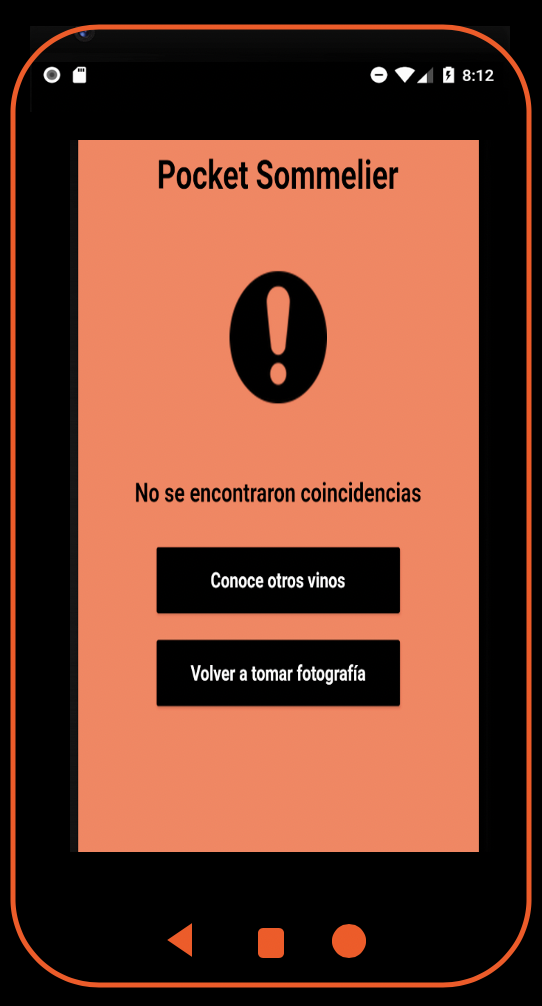 8:12
Pocket Sommelier
No se encontraron coincidencias
Conoce otros vinos
Volver a tomar fotografía